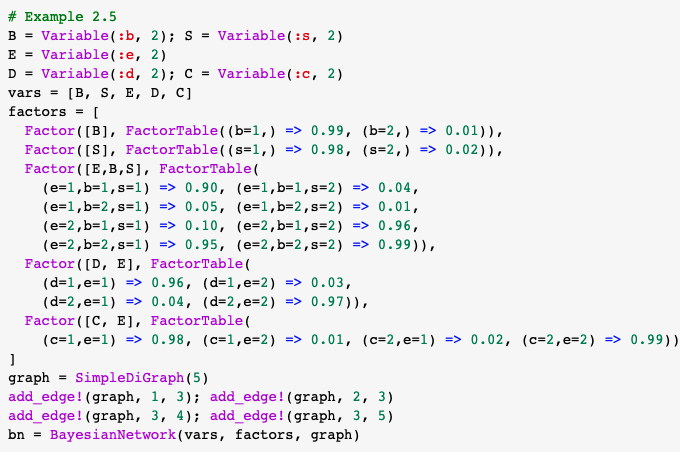 # Example 2.5
B = Variable(:b, 2); S = Variable(:s, 2)
E = Variable(:e, 2)
D = Variable(:d, 2); C = Variable(:c, 2)
vars = [B, S, E, D, C]
factors = [
  Factor([B], FactorTable((b=1,) => 0.99, (b=2,) => 0.01)),
  Factor([S], FactorTable((s=1,) => 0.98, (s=2,) => 0.02)),
  Factor([E,B,S], FactorTable(
    (e=1,b=1,s=1) => 0.90, (e=1,b=1,s=2) => 0.04,
    (e=1,b=2,s=1) => 0.05, (e=1,b=2,s=2) => 0.01,
    (e=2,b=1,s=1) => 0.10, (e=2,b=1,s=2) => 0.96,
    (e=2,b=2,s=1) => 0.95, (e=2,b=2,s=2) => 0.99)),
  Factor([D, E], FactorTable(
    (d=1,e=1) => 0.96, (d=1,e=2) => 0.03,
    (d=2,e=1) => 0.04, (d=2,e=2) => 0.97)),
  Factor([C, E], FactorTable(
    (c=1,e=1) => 0.98, (c=1,e=2) => 0.01, (c=2,e=1) => 0.02, (c=2,e=2) => 0.99))
]
graph = SimpleDiGraph(5)
add_edge!(graph, 1, 3); add_edge!(graph, 2, 3)
add_edge!(graph, 3, 4); add_edge!(graph, 3, 5)
bn = BayesianNetwork(vars, factors, graph)